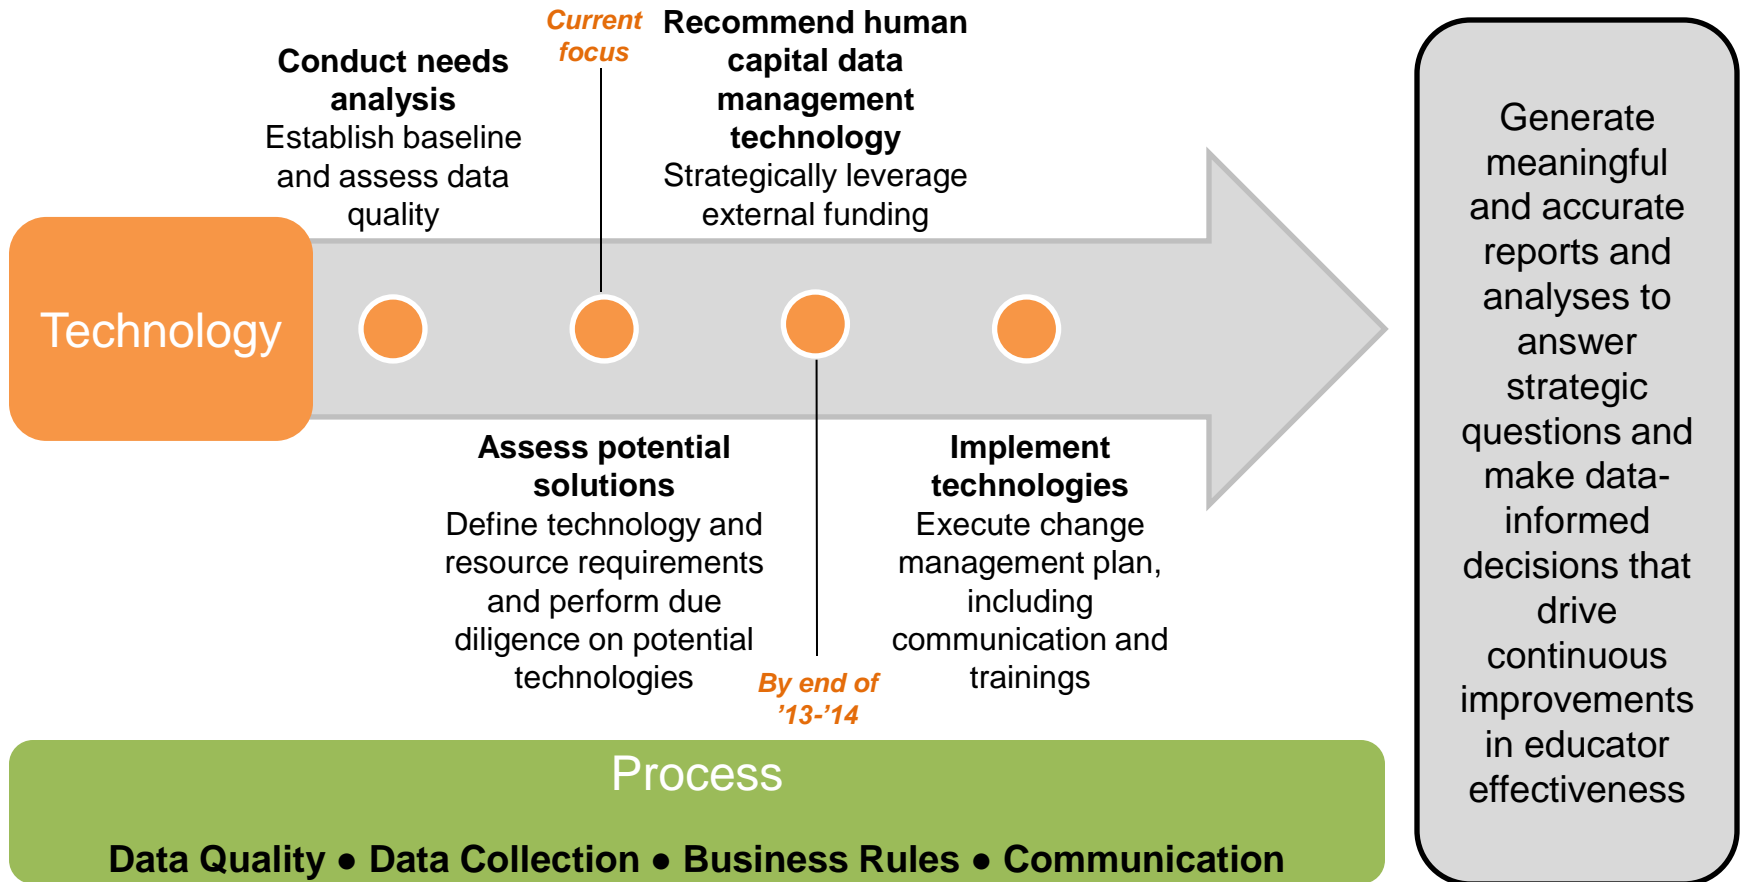 Technology
Conduct needs
analysis
Establish baseline
and assess data
quality
Current
focus
Assess potential
solutions
Define technology and
resource requirements
and perform due
diligence on potential
technologies
Recommend human
capital data
management
technology
Strategically leverage
external funding
By end of
’13-’14
Implement
technologies
Execute change
management plan,
including
communication and
trainings
Generate
meaningful
and accurate
reports and
analyses to
answer
strategic
questions and
make data-
informed
decisions that
drive
continuous
improvements
in educator
effectiveness
Process
Data Quality ● Data Collection ● Business Rules ● Communication